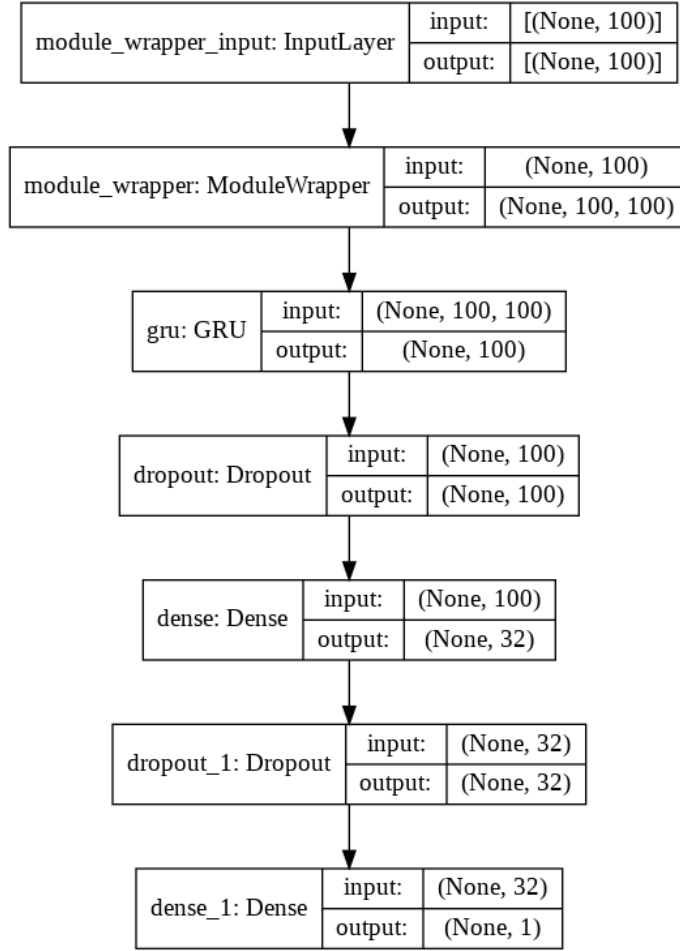 module_wrapper_input: InputLayer
input:
[(None, 100)]
output:
[(None, 100)]
module_wrapper: ModuleWrapper
input:
(None, 100)
output:
(None, 100, 100)
gru: GRU
input:
(None, 100, 100)
output:
(None, 100)
dropout: Dropout
input:
(None, 100)
output:
(None, 100)
dense: Dense
input:
(None, 100)
output:
(None, 32)
dropout_1: Dropout
input:
(None, 32)
output:
(None, 32)
dense_1: Dense
input:
(None, 32)
output:
(None, 1)